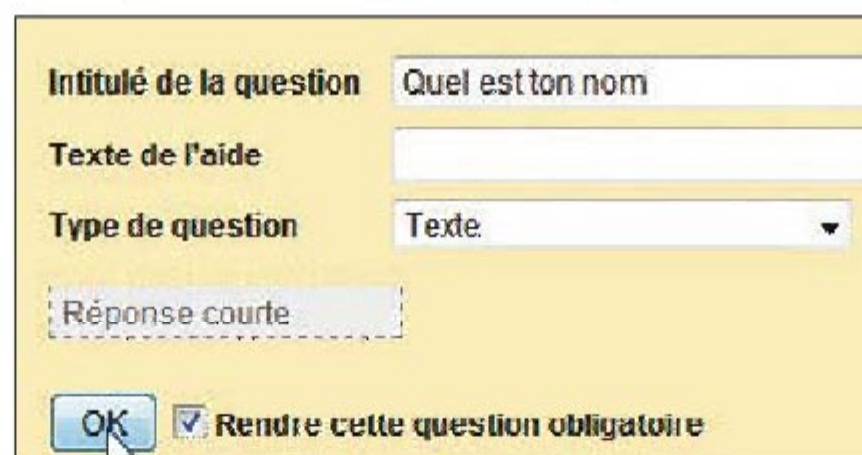 Intitulé de la question Quel est ton nom
Texte de l'aide
Type de question Texte
Réponse courte
OK Rendre cette question obligatoire